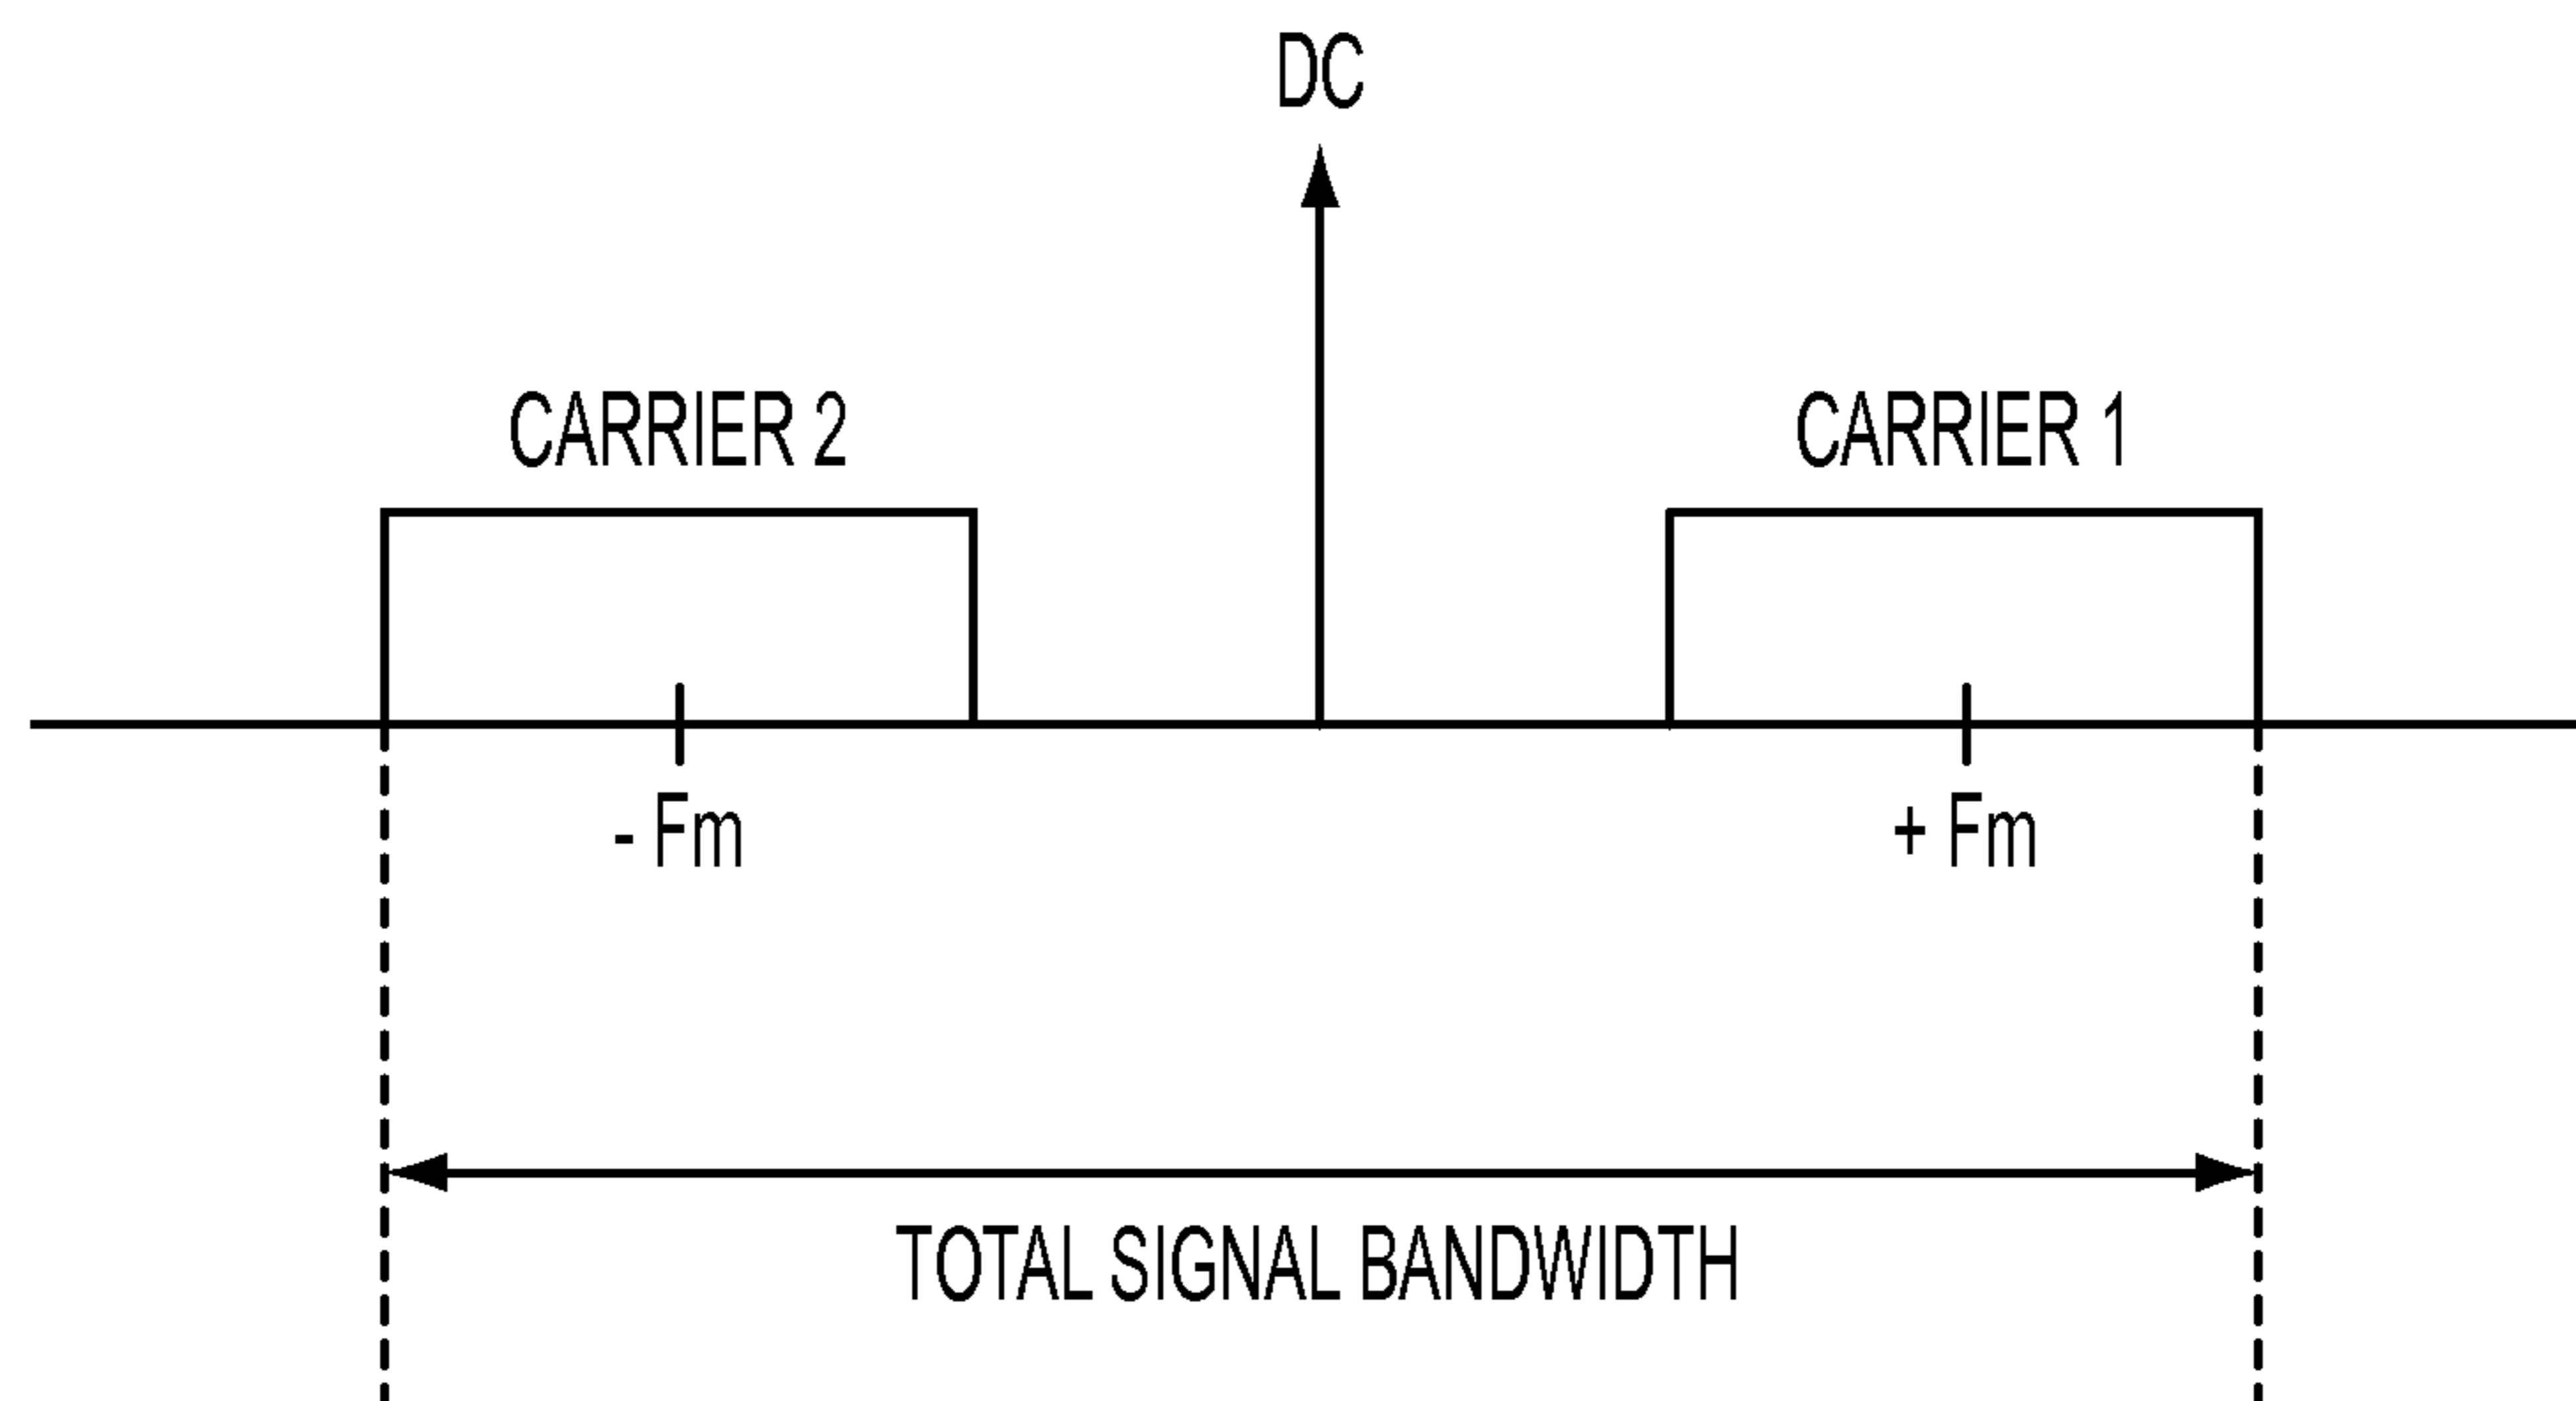 DC
CARRIER 2
CARRIER 1
- Fm
+ Fm
TOTAL SIGNAL BANDWIDTH